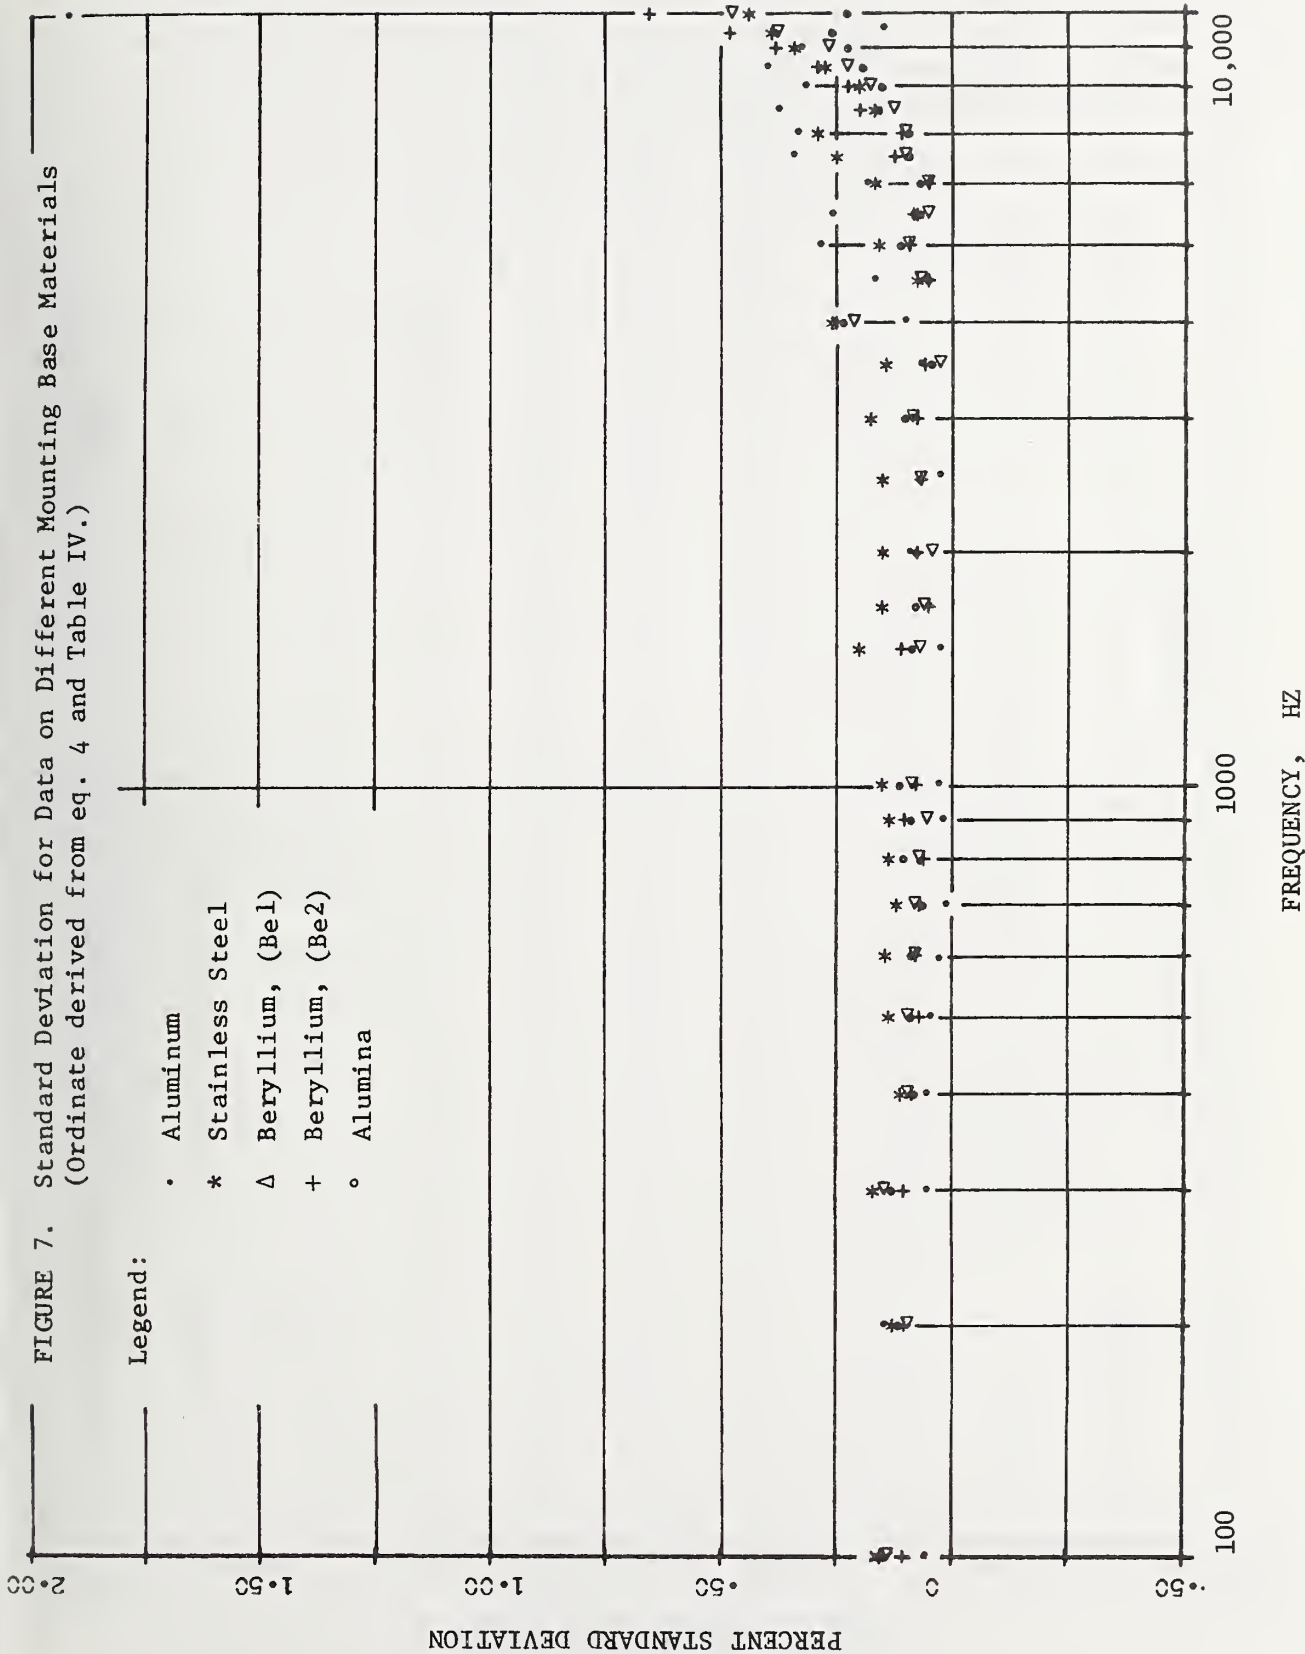 FIGURE 7. Standard Deviation for Data on Different Mounting Base Materials
(Ordinate derived from eq. 4 and Table IV.)
Legend:
· Aluminum
* Stainless Steel
Δ Beryllium, (Be1)
+ Beryllium, (Be2)
∘ Alumina
PERCENT STANDARD DEVIATION
2.00
1.50
1.00
.50
0
.50
100
1000
10,000
FREQUENCY, HZ